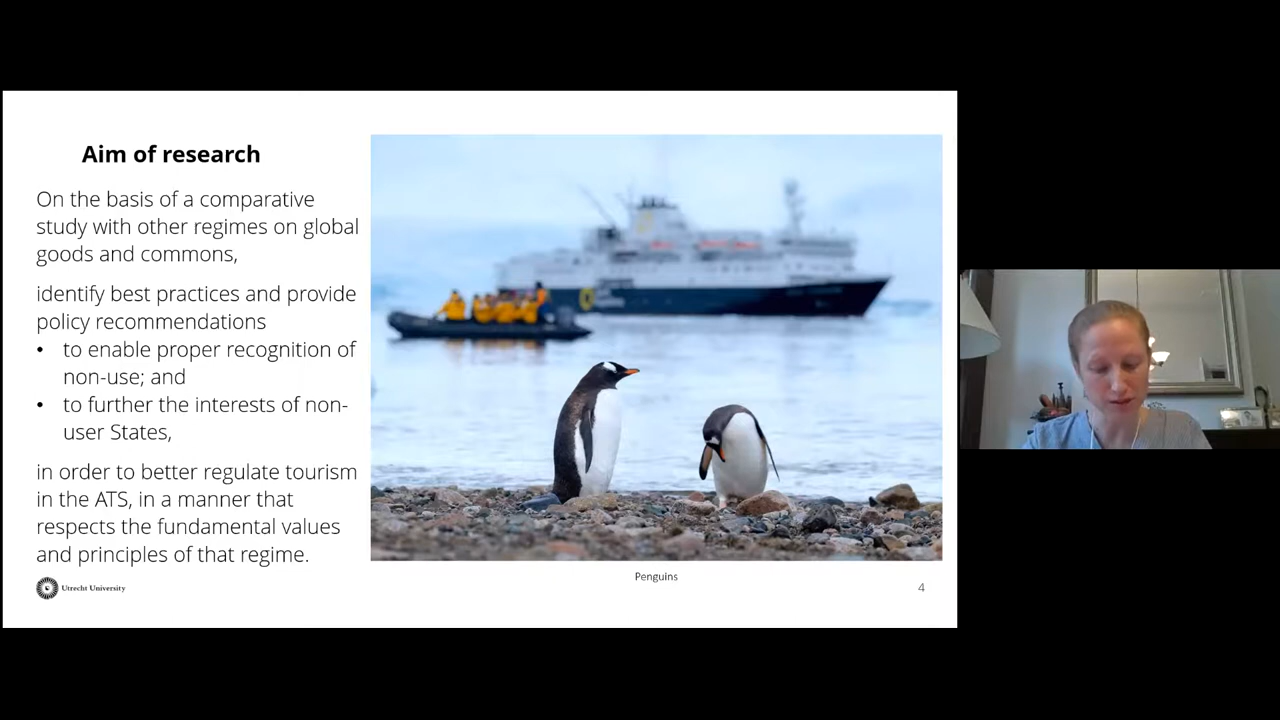 Aim of research
On the basis of a comparative
study with other regimes on global
goods and commons,
identify best practices and provide
policy recommendations
• to enable proper recognition of
non-use; and
• to further the interests of non-
user States,
in order to better regulate tourism
in the ATS, in a manner that
respects the fundamental values
and principles of that regime.
Penguins
Utrecht University
4